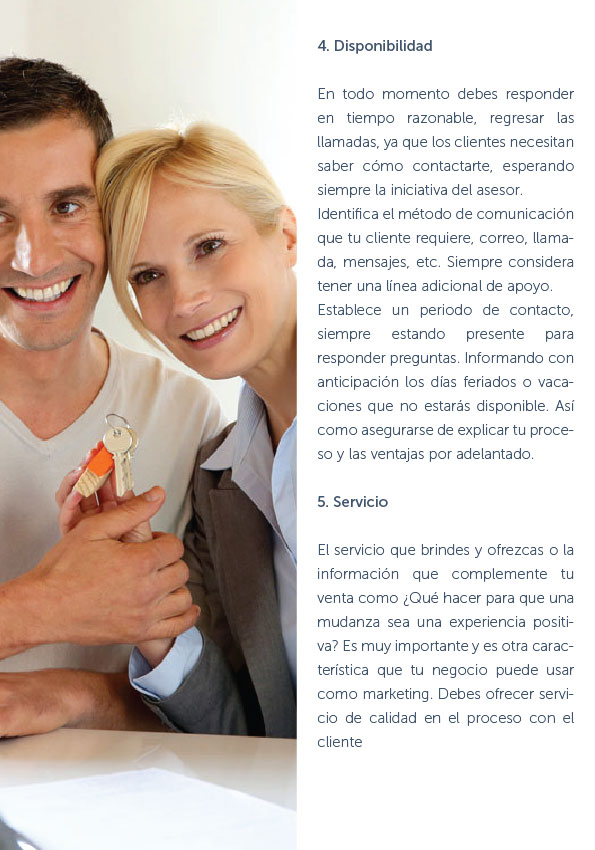 4. Disponibilidad
En todo momento debes responder
en tiempo razonable, regresar las
llamadas, ya que los clientes necesitan
saber cómo contactarte, esperando
siempre la iniciativa del asesor.
Identifica el método de comunicación
que tu cliente requiere, correo, llama-
da, mensajes, etc. Siempre considera
tener una línea adicional de apoyo.
Establece un periodo de contacto,
siempre estando presente para
responder preguntas. Informando con
anticipación los días feriados o vaca-
ciones que no estarás disponible. Así
como asegurarse de explicar tu proce-
so y las ventajas por adelantado.
5. Servicio
El servicio que brindes y ofrezcas o la
información que complemente tu
venta como ¿Qué hacer para que una
mudanza sea una experiencia positi-
va? Es muy importante y es otra carac-
terística que tu negocio puede usar
como marketing. Debes ofrecer servi-
cio de calidad en el proceso con el
cliente